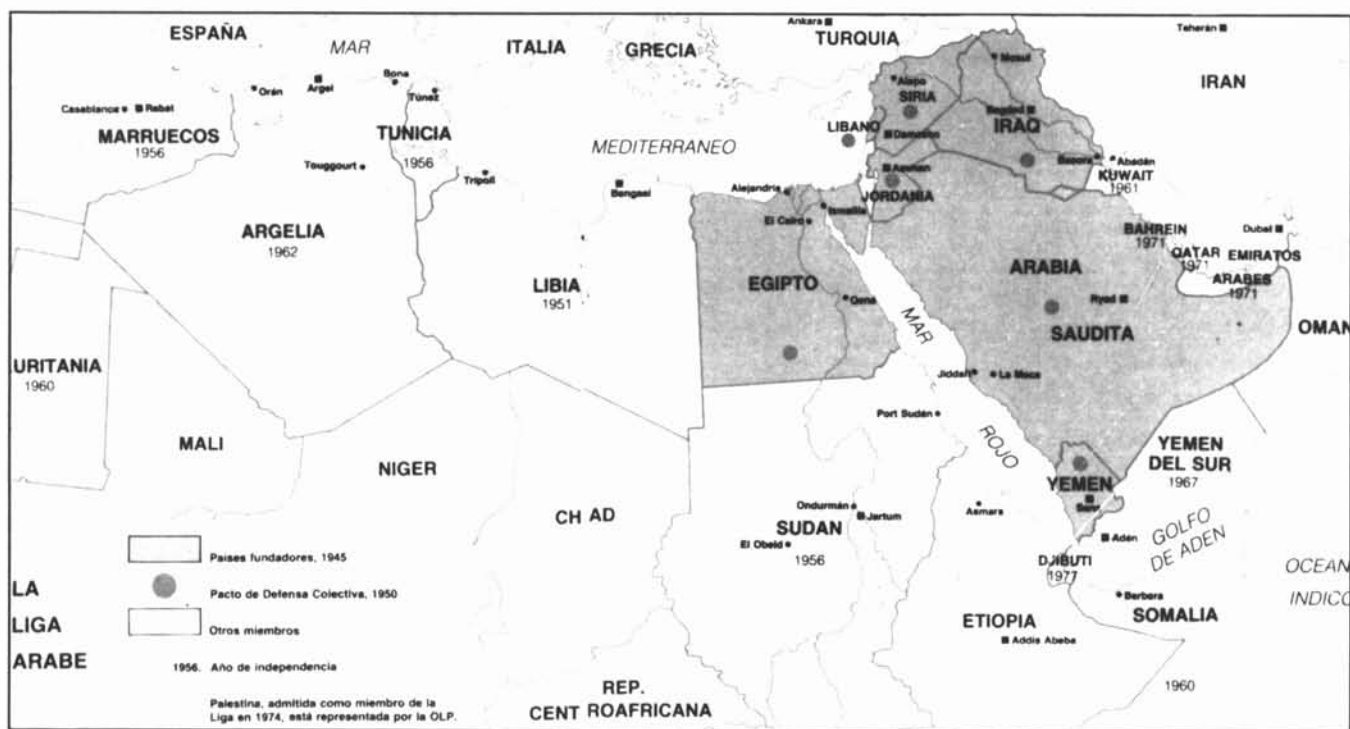 ESPAÑA
MAR
ITALIA
GRECIA
Ankara
TURQUIA
Teherán
IRAN
Casablanca
Rabat
Orán
Argel
Bona
Túnez
MARRUECOS
1956
TUNICIA
1956
Touggourt
Trípoli
MEDITERRANEO
Bengasi
Alepo
SIRIA
Mosul
Bagdad
IRAQ
LIBANO
Damasco
Basora
Abadán
KUWAIT
1961
Amman
JORDANIA
Alejandría
El Cairo
Ismailia
ARGELIA
1962
LIBIA
1951
EGIPTO
Qena
MAR
ROJO
ARABIA
SAUDITA
Ryad
BAHREIN
1971
QATAR
1971
Dubai
EMIRATOS
ARABES
1971
OMAN
Jiddah
La Meca
URITANIA
1960
MALI
NIGER
CHAD
Port Sudán
Ondurmán
Jartum
SUDAN
1956
El Obeid
Asmara
YEMEN
YEMEN
DEL SUR
1967
Adén
GOLFO
DE ADEN
DJIBUTI
1977
Berbera
SOMALIA
1960
ETIOPIA
Addis Abeba
OCEAN
INDICO
REP.
CENTROAFRICANA
LA
LIGA
ARABE
Países fundadores, 1945
Pacto de Defensa Colectiva, 1950
Otros miembros
1956. Año de independencia
Palestina, admitida como miembro de la
Liga en 1974, está representada por la OLP.